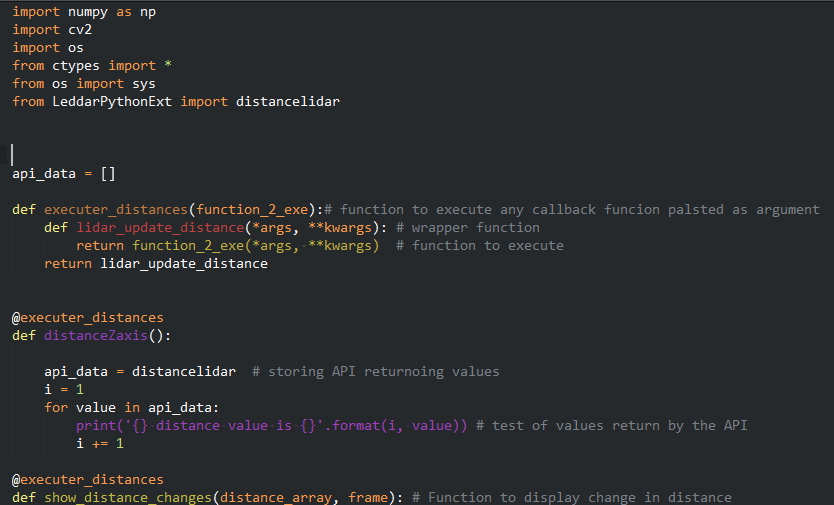 import numpy as np
import cv2
import os
from ctypes import *
from os import sys
from LeddarPythonExt import distancelidar
api_data = []
def executer_distances(function_2_exe):# function to execute any callback funcion palsted as argument
    def lidar_update_distance(*args, **kwargs): # wrapper function
        return function_2_exe(*args, **kwargs)  # function to execute
    return lidar_update_distance
@executer_distances
def distanceZaxis():
    api_data = distancelidar  # storing API returnoing values
    i = 1
    for value in api_data:
        print('{} distance value is {}'.format(i, value)) # test of values return by the API
        i += 1
@executer_distances
def show_distance_changes(distance_array, frame): # Function to display change in distance